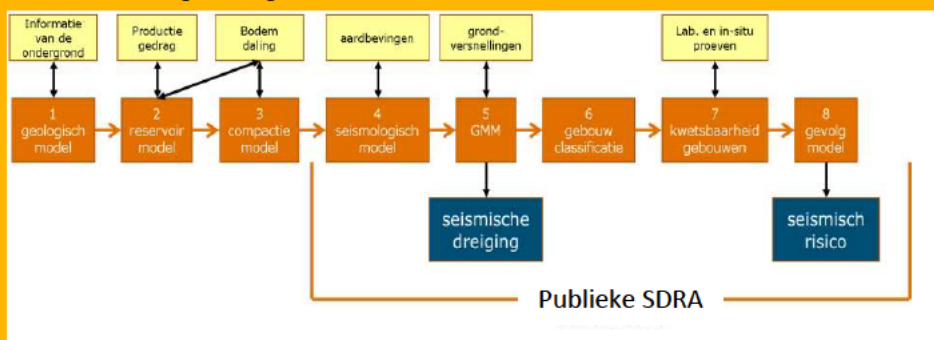 Informatie
van de
ondergrond
Productie
gedrag
Bodem
daling
aardbevingen
grond-
versnellingen
Lab. en in-situ
proeven
1
geologisch
model
2
reservoir
model
3
compactie
model
4
seismologisch
model
5
GMM
6
gebouw
classificatie
7
kwetsbaarheid
gebouwen
8
gevolg
model
seismische
dreiging
seismisch
risico
Publieke SDRA